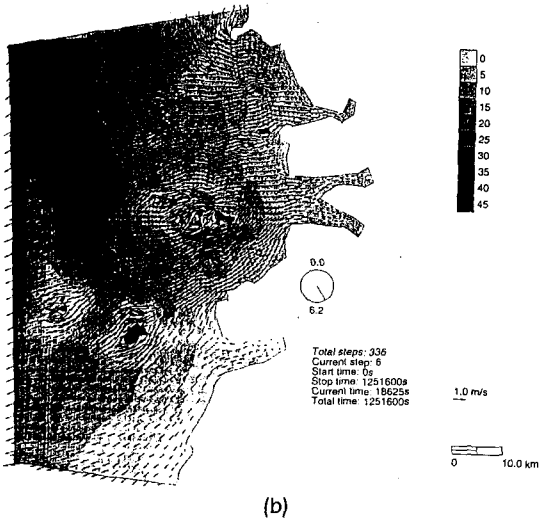 0
5
10
15
20
25
30
35
40
45
0.0
6.2
Total steps: 336
Current step: 6
Start time: 0s
Stop time: 1251600s
Current time: 18625s
Total time: 1251600s
1.0 m/s
0 10.0 km
(b)